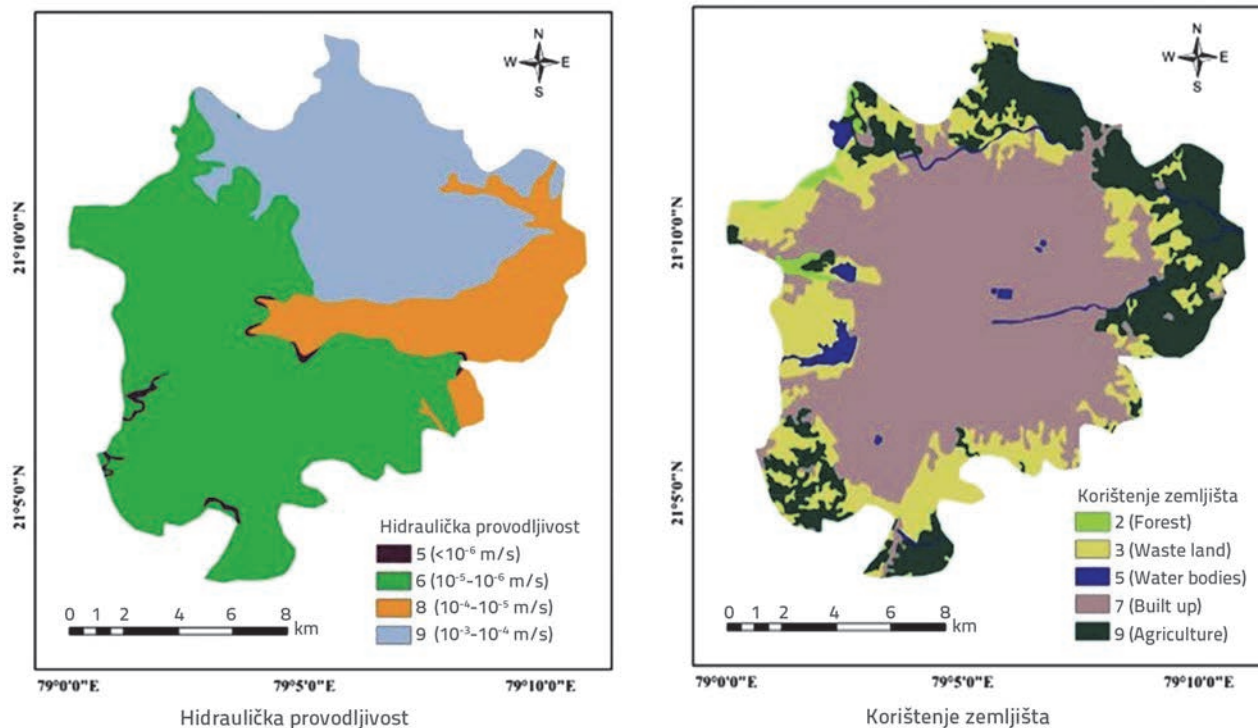 N
W E
S
21°10'0"N
21°5'0"N
Hidraulička provodljivost
5 (<10⁻⁶ m/s)
6 (10⁻⁵-10⁻⁶ m/s)
8 (10⁻⁴-10⁻⁵ m/s)
9 (10⁻³-10⁻⁴ m/s)
0 1 2 4 6 8
km
79°0'0"E 79°5'0"E 79°10'0"E
Hidraulička provodljivost
N
W E
S
21°10'0"N
21°5'0"N
Korištenje zemljišta
2 (Forest)
3 (Waste land)
5 (Water bodies)
7 (Built up)
9 (Agriculture)
0 1 2 4 6 8
km
79°0'0"E 79°5'0"E 79°10'0"E
Korištenje zemljišta